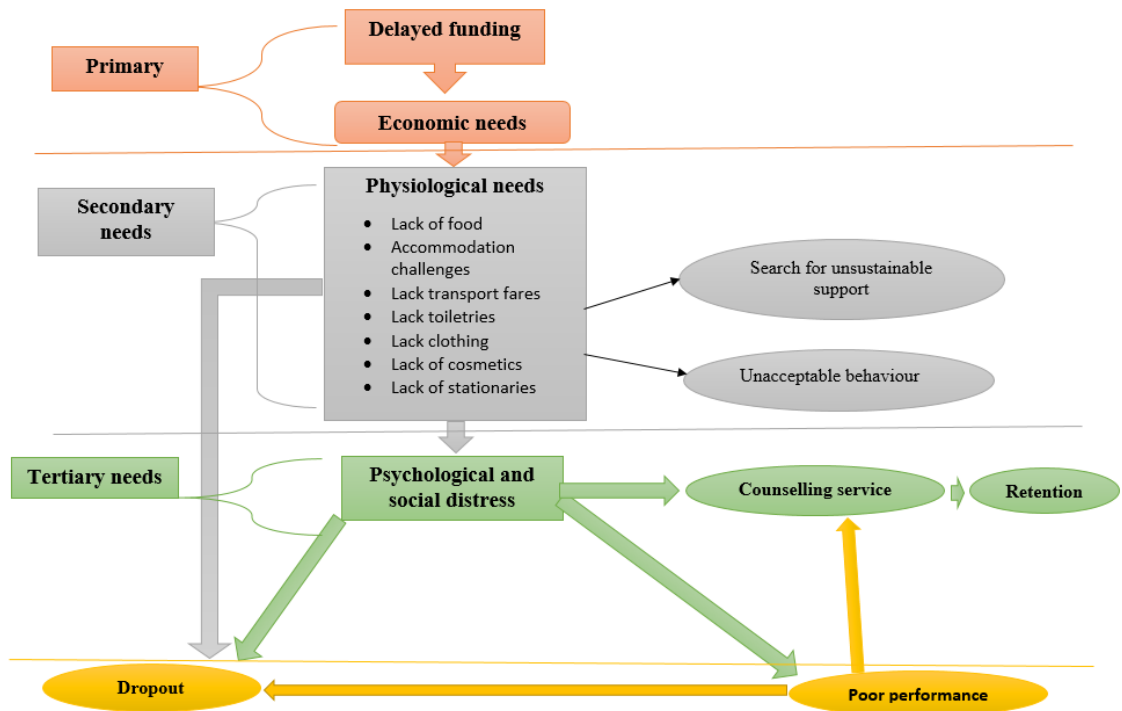 Delayed funding
Primary
Economic needs
Physiological needs
Secondary
needs
• Lack of food
• Accommodation
challenges
• Lack transport fares
• Lack toiletries
• Lack clothing
• Lack of cosmetics
• Lack of stationaries
Search for unsustainable
support
Unacceptable behaviour
Tertiary needs
Psychological and
social distress
Counselling service
Retention
Dropout
Poor performance